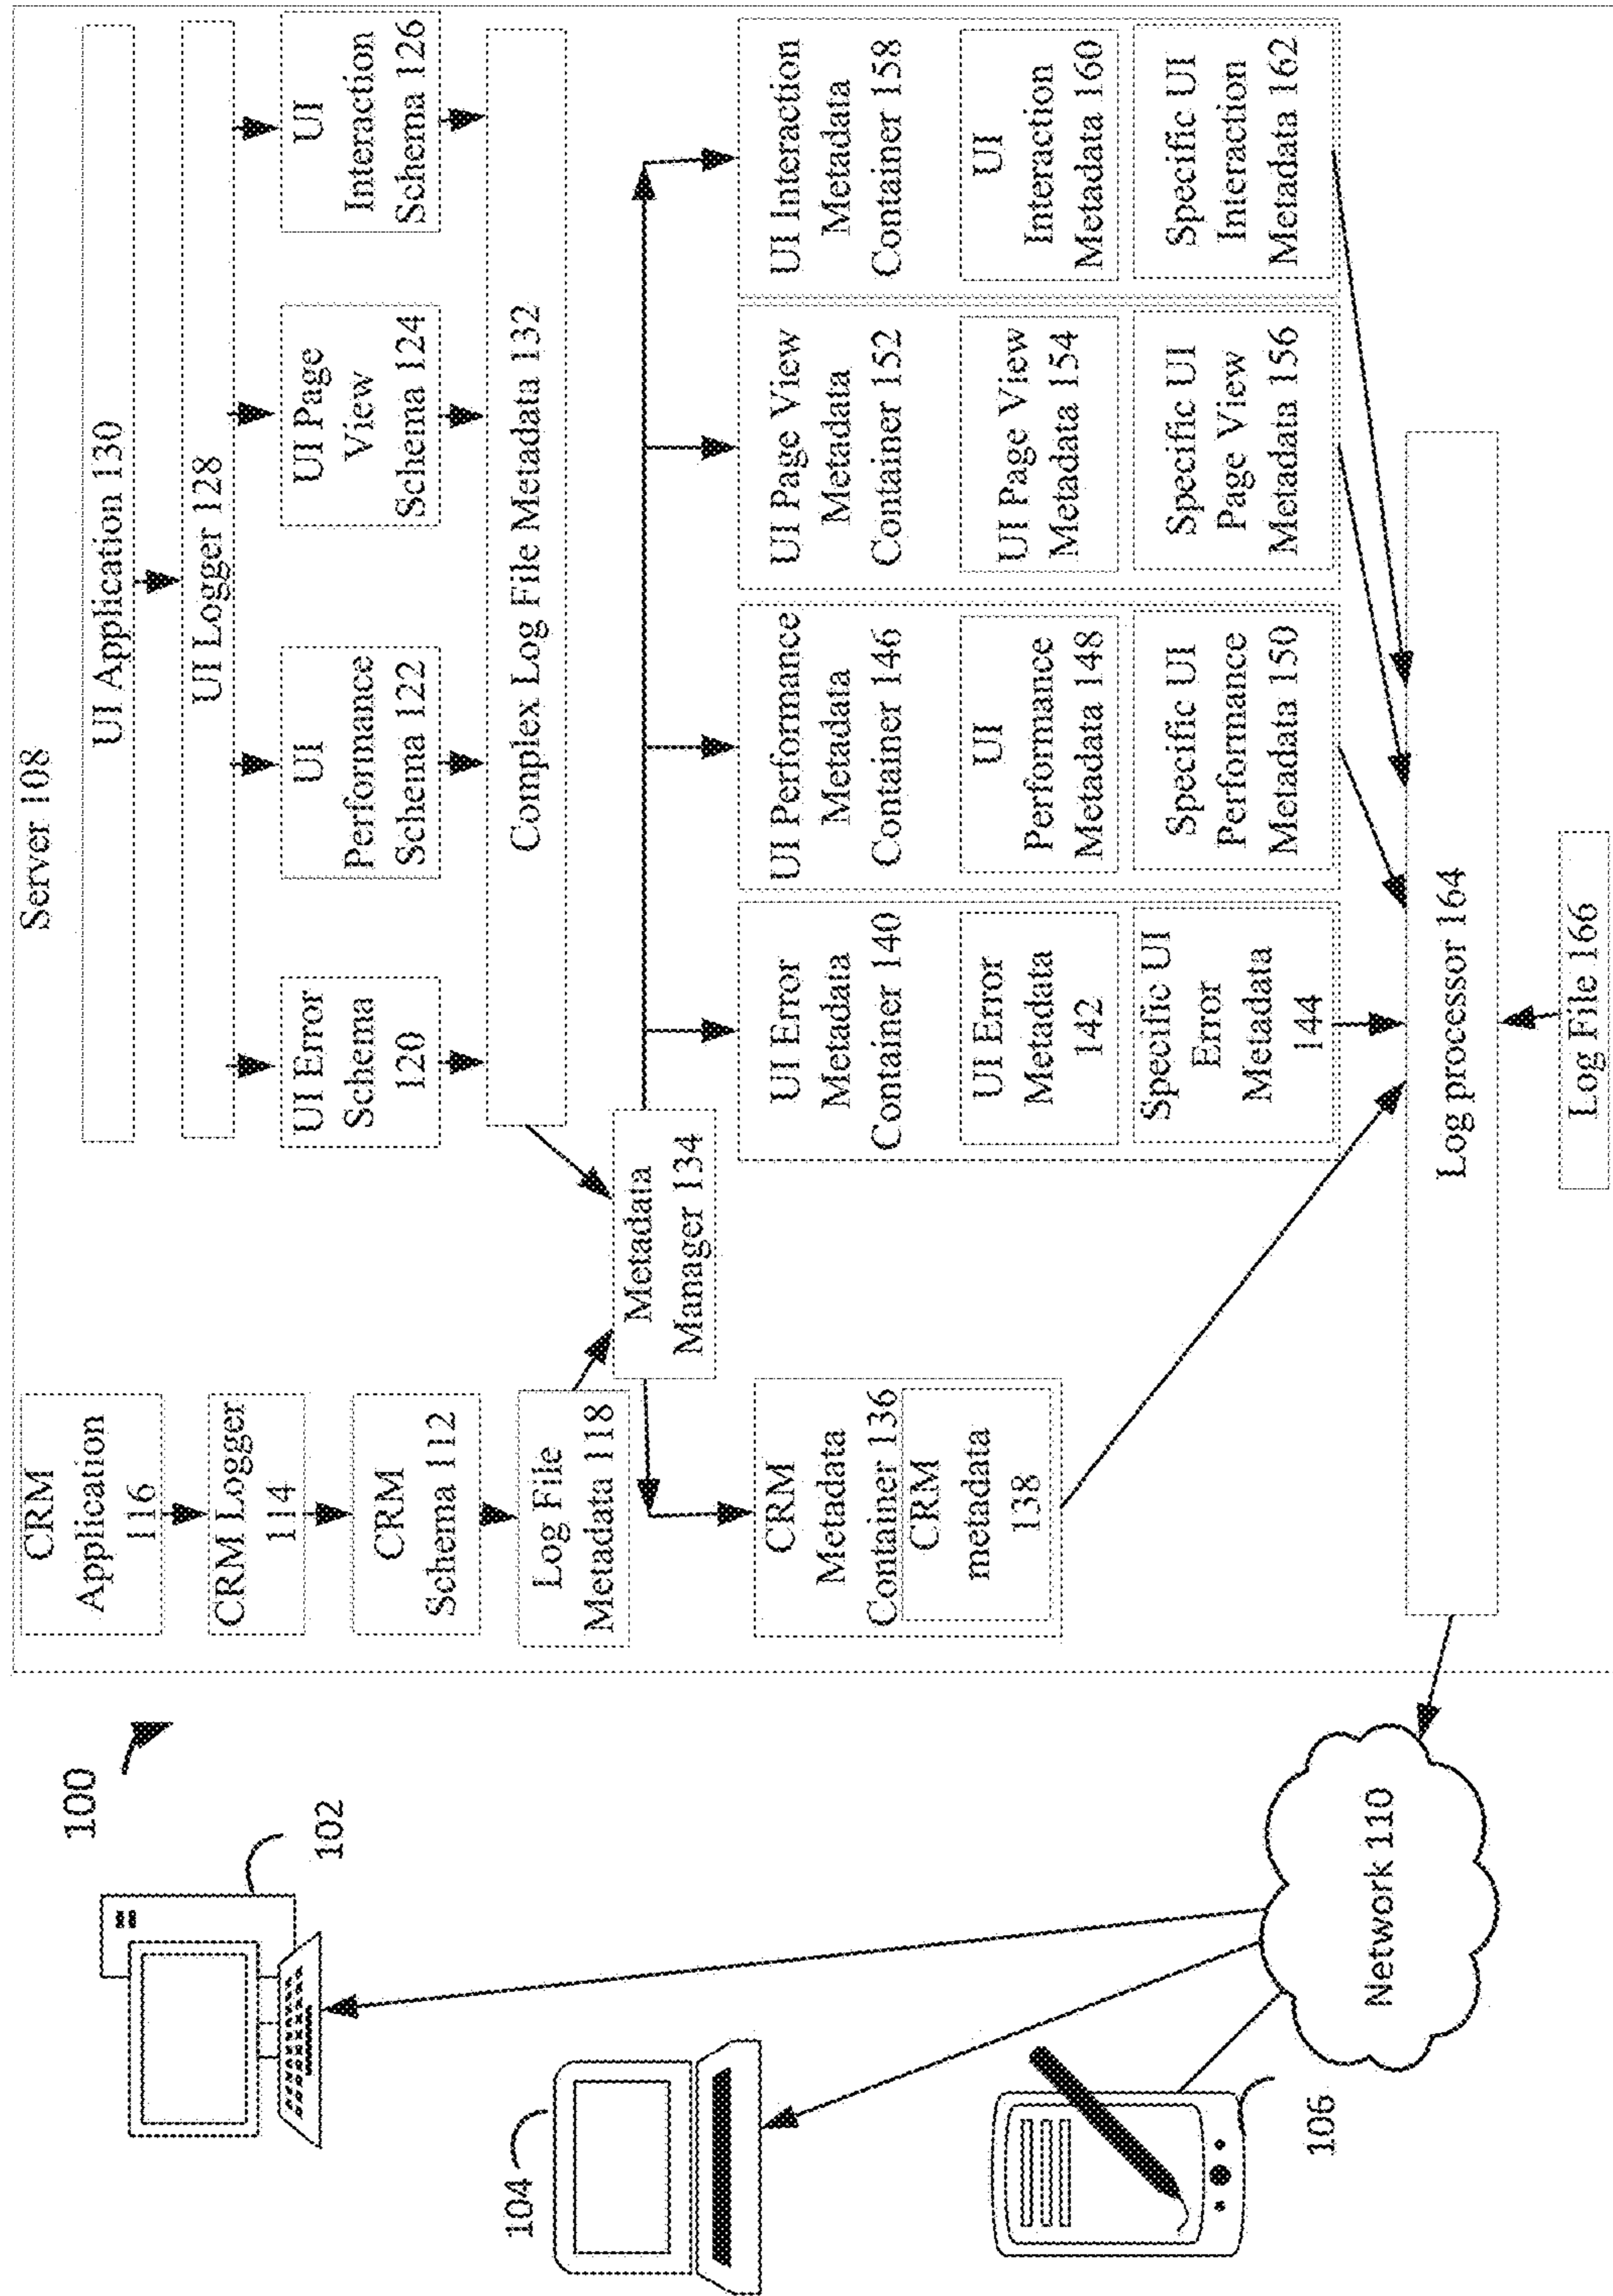 100
102
104
106
Network 110
Server 108
CRM
Application
116
CRM Logger
114
CRM
Schema 112
Log File
Metadata 118
UI Application 130
UI Logger 128
UI Error
Schema
120
UI
Performance
Schema 122
UI Page
View
Schema 124
UI
Interaction
Schema 126
Complex Log File Metadata 132
Metadata
Manager 134
CRM
Metadata
Container 136
CRM
metadata
138
UI Error
Metadata
Container 140
UI Error
Metadata
142
Specific UI
Error
Metadata
144
UI Performance
Metadata
Container 146
UI
Performance
Metadata 148
Specific UI
Performance
Metadata 150
UI Page View
Metadata
Container 152
UI Page View
Metadata 154
Specific UI
Page View
Metadata 156
UI Interaction
Metadata
Container 158
UI
Interaction
Metadata 160
Specific UI
Interaction
Metadata 162
Log processor 164
Log File 166